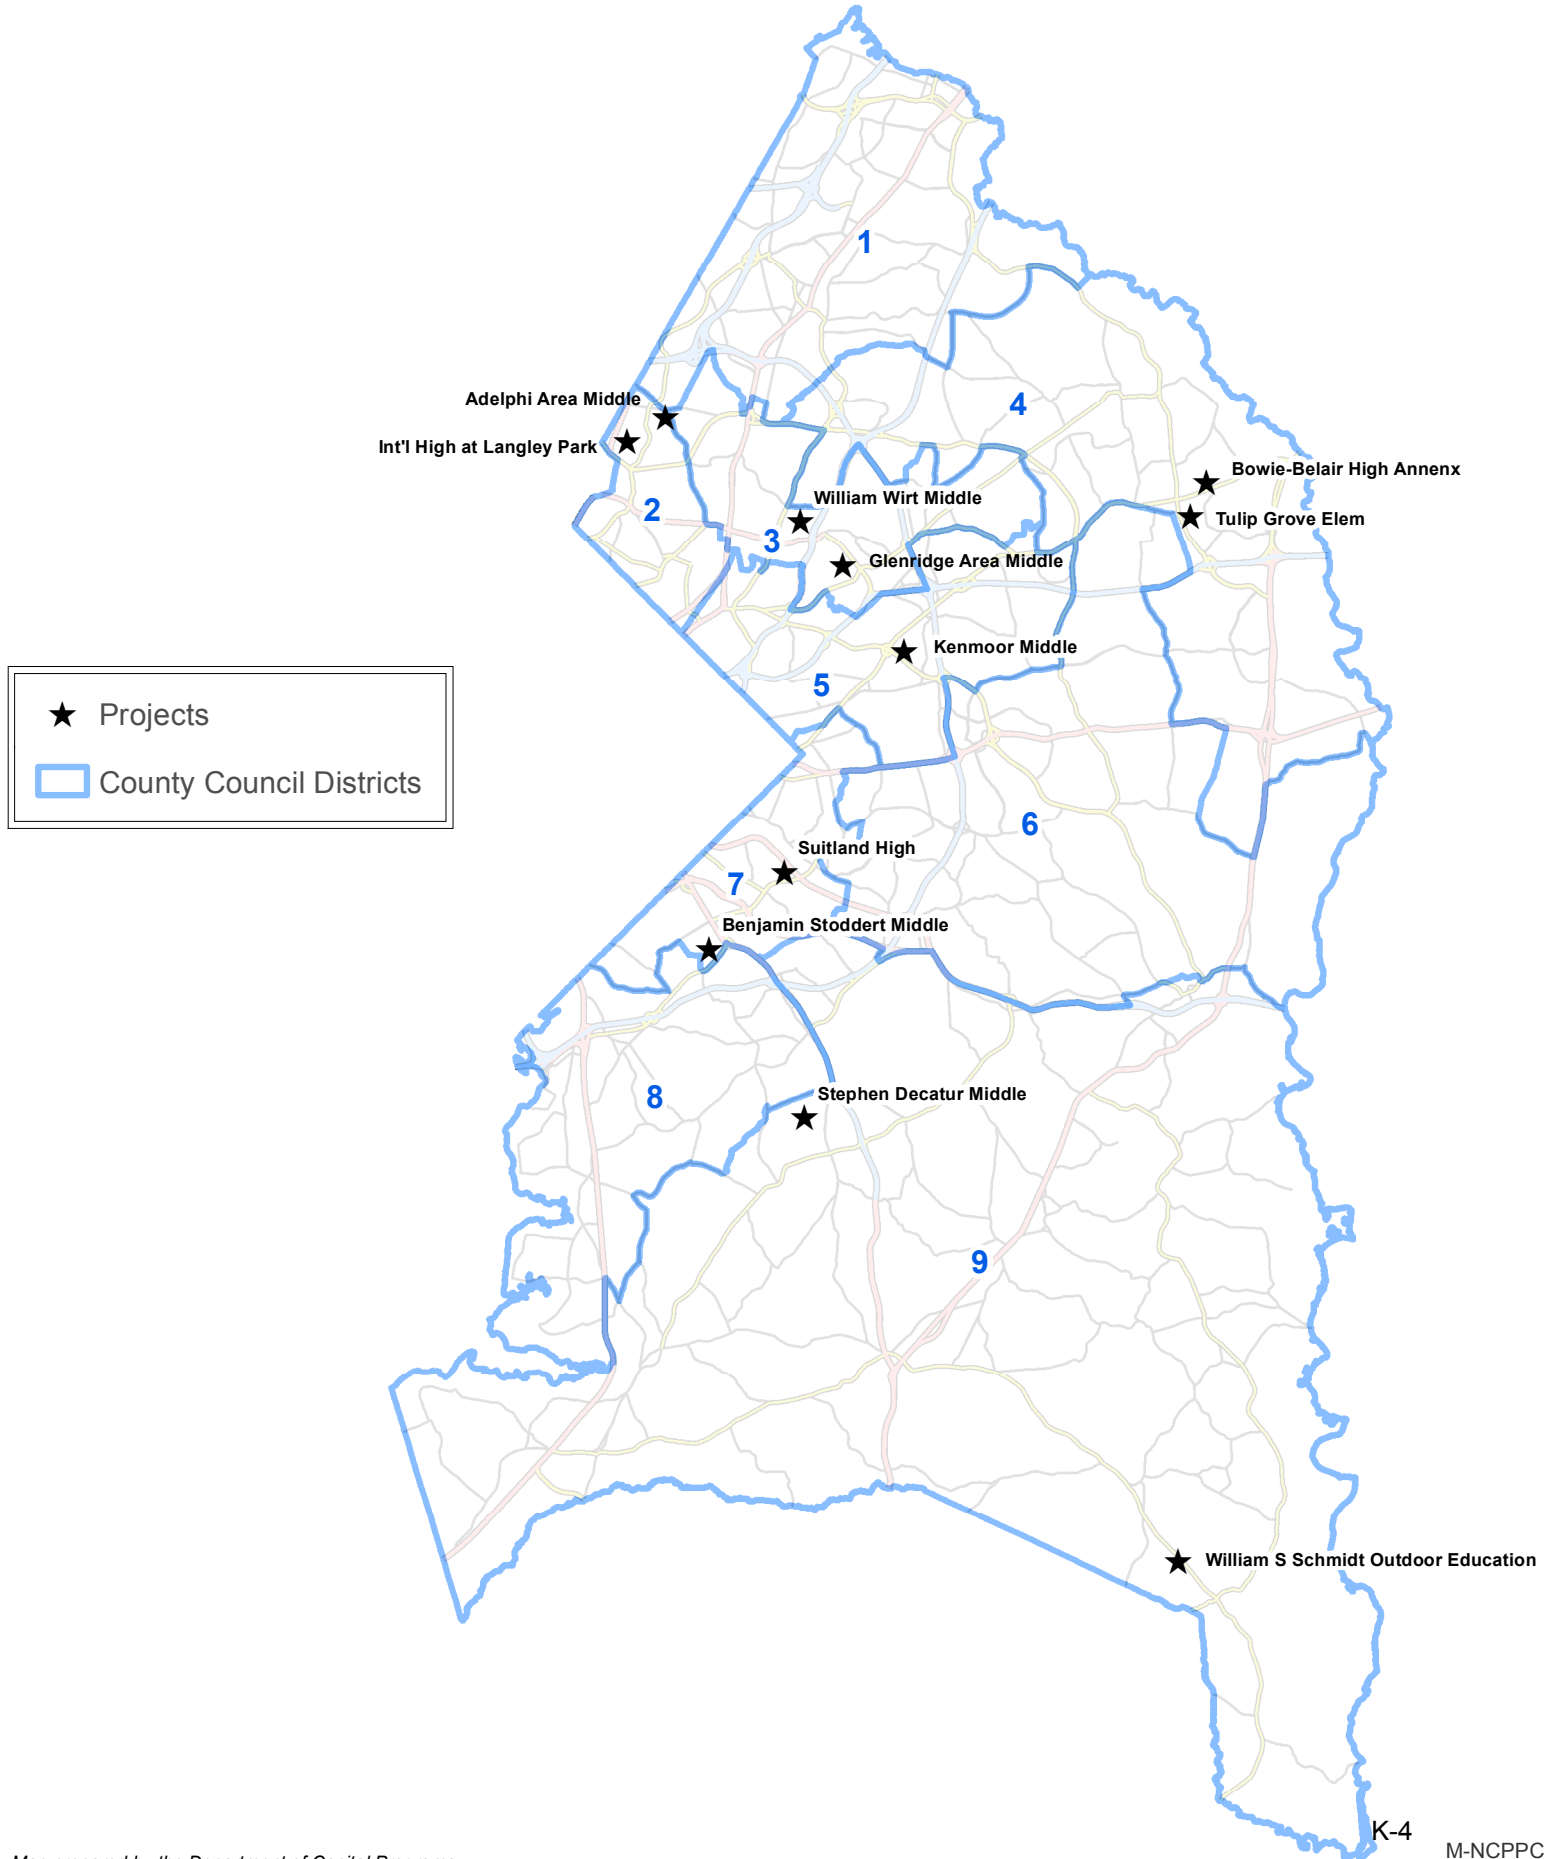 1
Adelphi Area Middle
4
Int'l High at Langley Park
Bowie-Belair High Annenx
William Wirt Middle
2
Tulip Grove Elem
3
Glenridge Area Middle
Kenmoor Middle
5
Projects
County Council Districts
6
Suitland High
7
Benjamin Stoddert Middle
8
Stephen Decatur Middle
9
William S Schmidt Outdoor Education
K-4
M-NCPPC